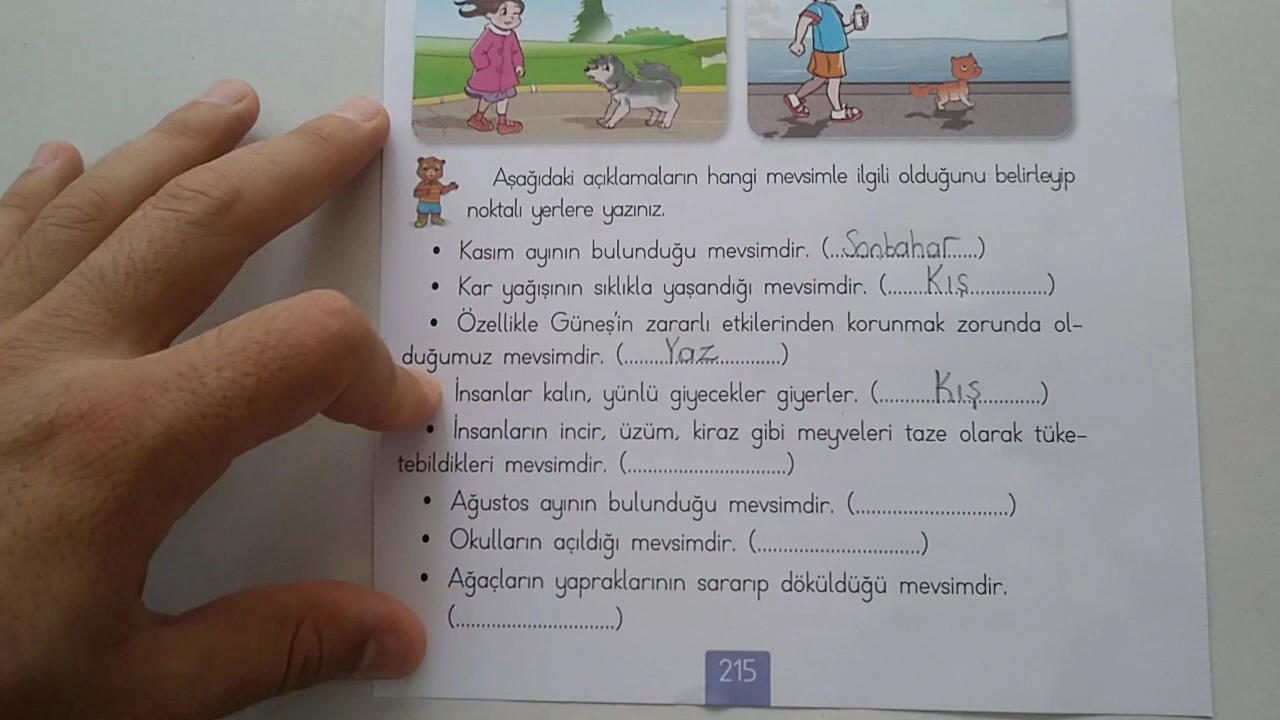 Aşağıdaki açıklamaların hangi mevsimle ilgili olduğunu belirleyip
noktalı yerlere yazınız.
• Kasım ayının bulunduğu mevsimdir. (...Sonbahar......)
• Kar yağışının sıklıkla yaşandığı mevsimdir. (.......Kış...............)
• Özellikle Güneş'in zararlı etkilerinden korunmak zorunda ol-
duğumuz mevsimdir. (........Yaz.............)
İnsanlar kalın, yünlü giyecekler giyerler. (..........Kış............)
• İnsanların incir, üzüm, kiraz gibi meyveleri taze olarak tüke-
tebildikleri mevsimdir. (...............................)
• Ağustos ayının bulunduğu mevsimdir. (.............................)
• Okulların açıldığı mevsimdir. (...............................)
• Ağaçların yapraklarının sararıp döküldüğü mevsimdir.
(...............................)
215